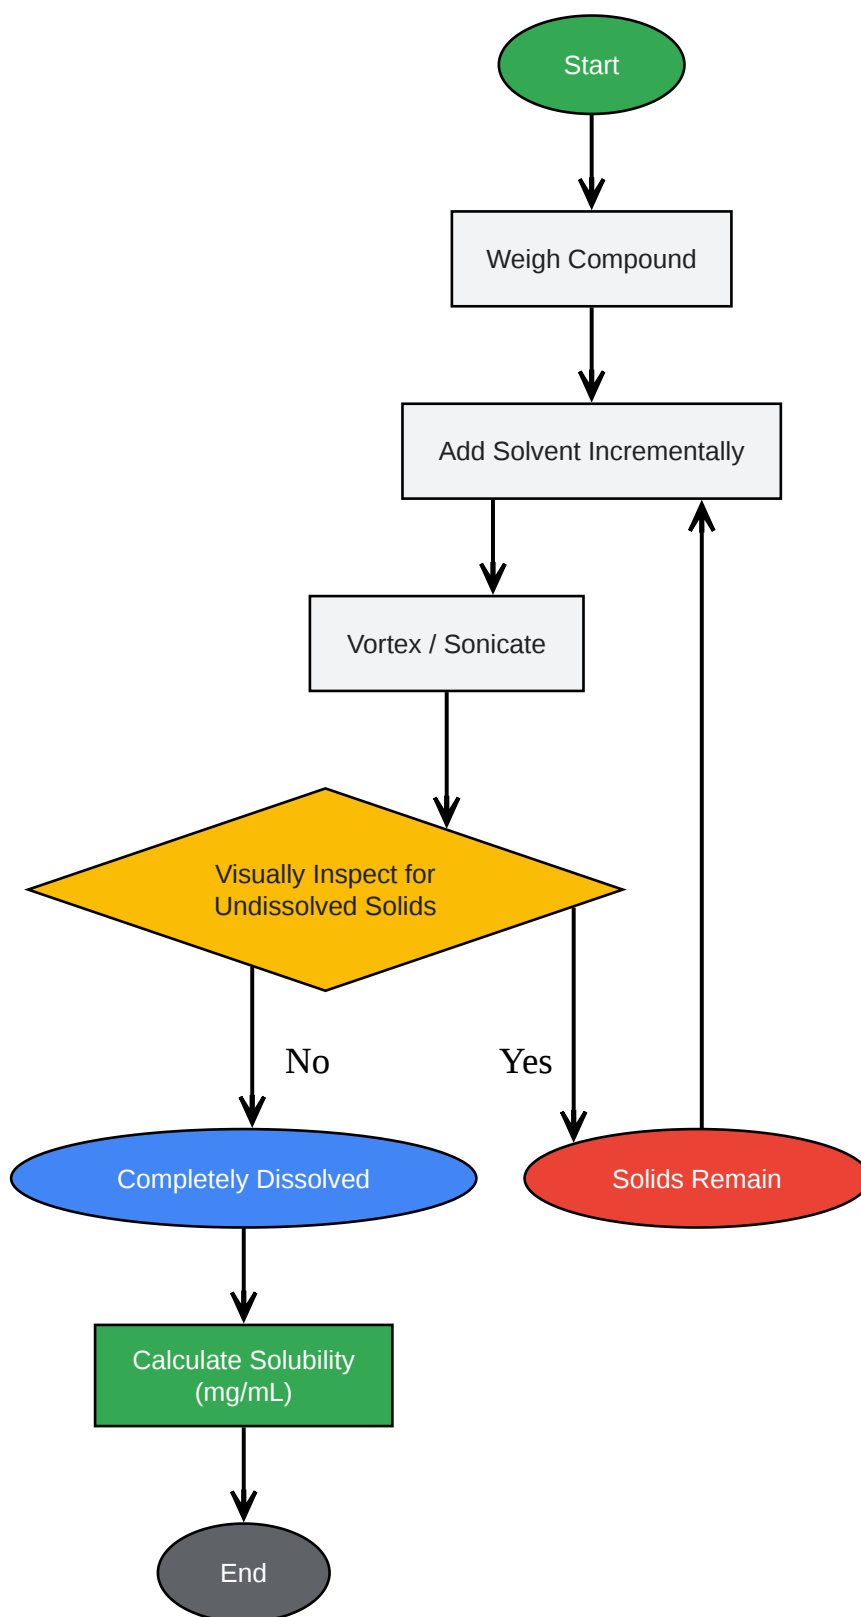 Start
Weigh Compound
Add Solvent Incrementally
Vortex / Sonicate
Visually Inspect for
Undissolved Solids
No
Yes
Completely Dissolved
Solids Remain
Calculate Solubility
(mg/mL)
End